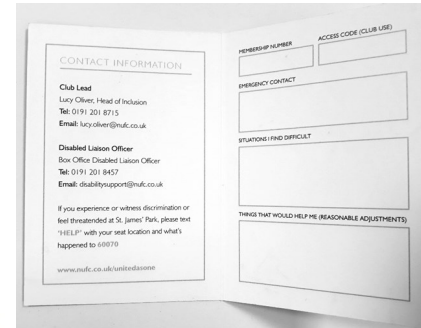 CONTACT INFORMATION
Club Lead
Lucy Oliver, Head of Inclusion
Tel: 0191 201 8715
Email: lucy.oliver@nufc.co.uk
Disabled Liaison Officer
Box Office Disabled Liaison Officer
Tel: 0191 201 8457
Email: disabilitysupport@nufc.co.uk
If you experience or witness discrimination or
feel threatended at St. James' Park, please text
'HELP' with your seat location and what's
happened to 60070
www.nufc.co.uk/unitedasone
MEMBERSHIP NUMBER
ACCESS CODE (CLUB USE)
EMERGENCY CONTACT
SITUATIONS I FIND DIFFICULT
THINGS THAT WOULD HELP ME (REASONABLE ADJUSTMENTS)